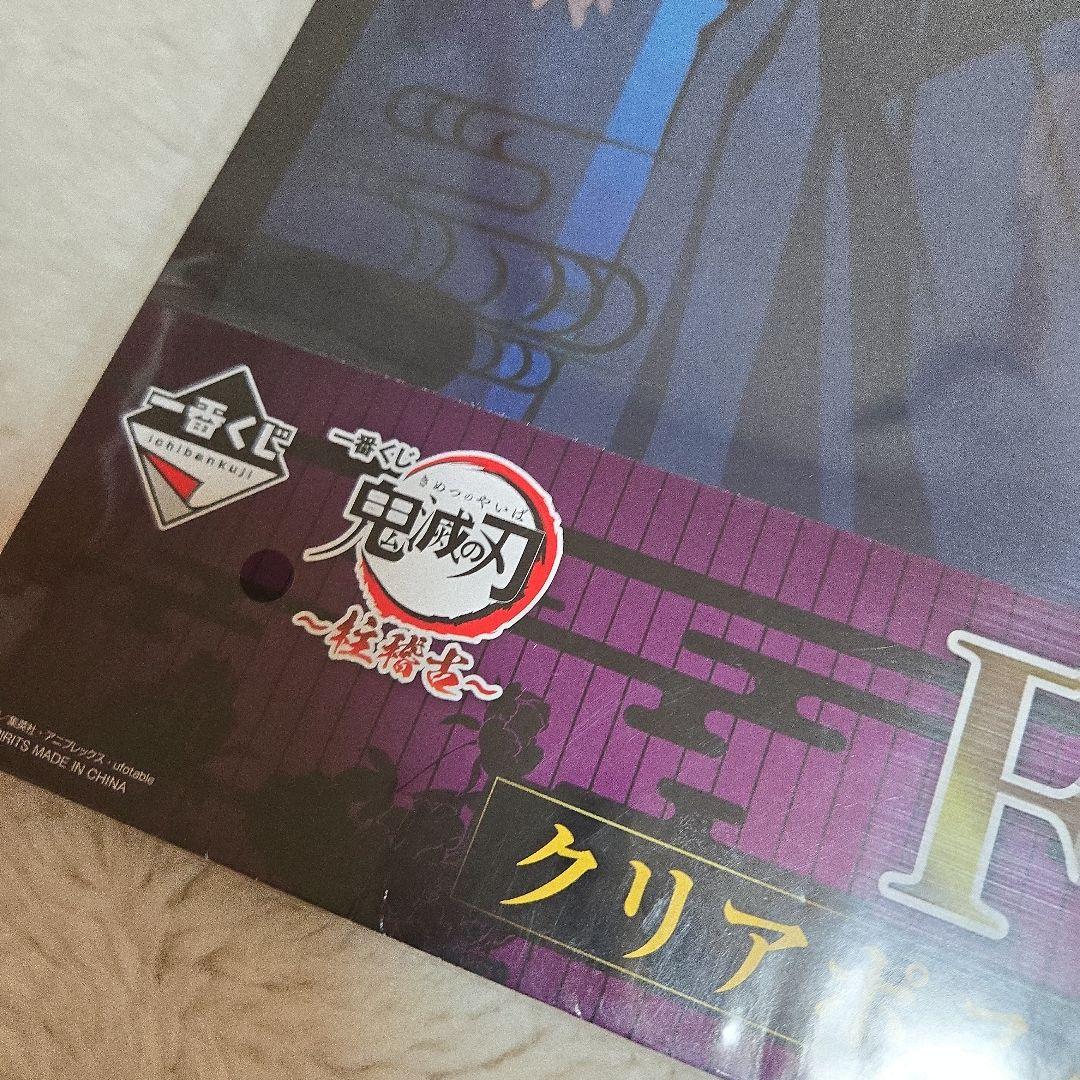 一番くじ
ichibankuji
一番くじ
きめつのやいば
鬼滅の刃
～柱稽古～
／集英社・アニプレックス・ufotable
PIRITS MADE IN CHINA
クリアポス